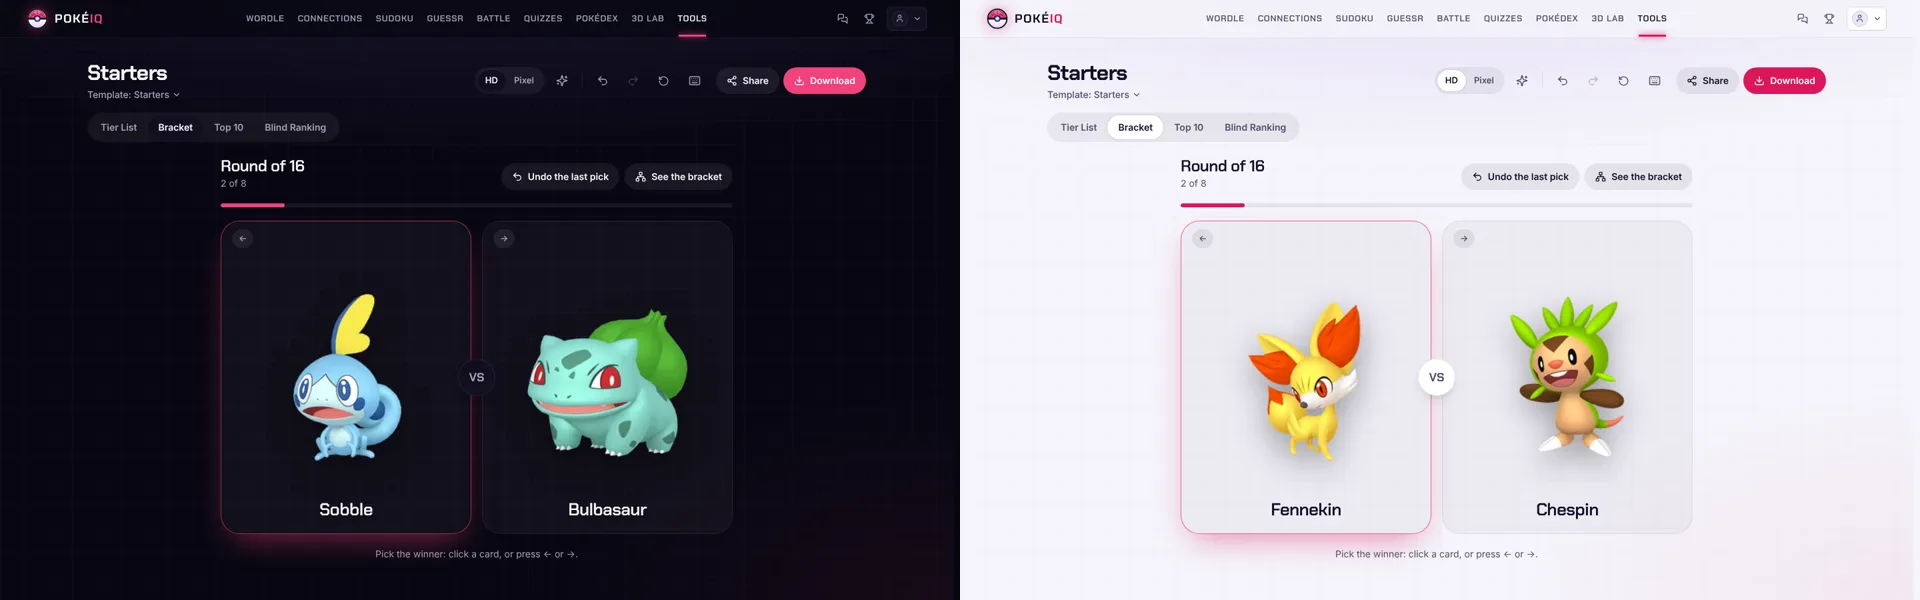 POKÉIQ WORDLE CONNECTIONS SUDOKU GUESSR BATTLE QUIZZES POKÉDEX 3D LAB TOOLS
Starters
Template: Starters
HD Pixel Share Download
Tier List Bracket Top 10 Blind Ranking
Round of 16
2 of 8
Undo the last pick See the bracket
← →
VS
Sobble Bulbasaur
Pick the winner: click a card, or press ← or →.
POKÉIQ WORDLE CONNECTIONS SUDOKU GUESSR BATTLE QUIZZES POKÉDEX 3D LAB TOOLS
Starters
Template: Starters
HD Pixel Share Download
Tier List Bracket Top 10 Blind Ranking
Round of 16
2 of 8
Undo the last pick See the bracket
← →
VS
Fennekin Chespin
Pick the winner: click a card, or press ← or →.